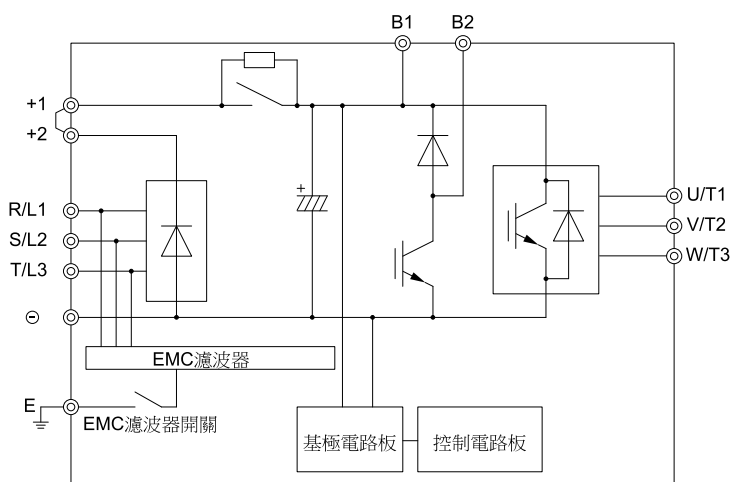 B1 B2
+1
+2
+
R/L1
S/L2
T/L3
U/T1
V/T2
W/T3
⊖
EMC濾波器
E
EMC濾波器開關
基極電路板
控制電路板